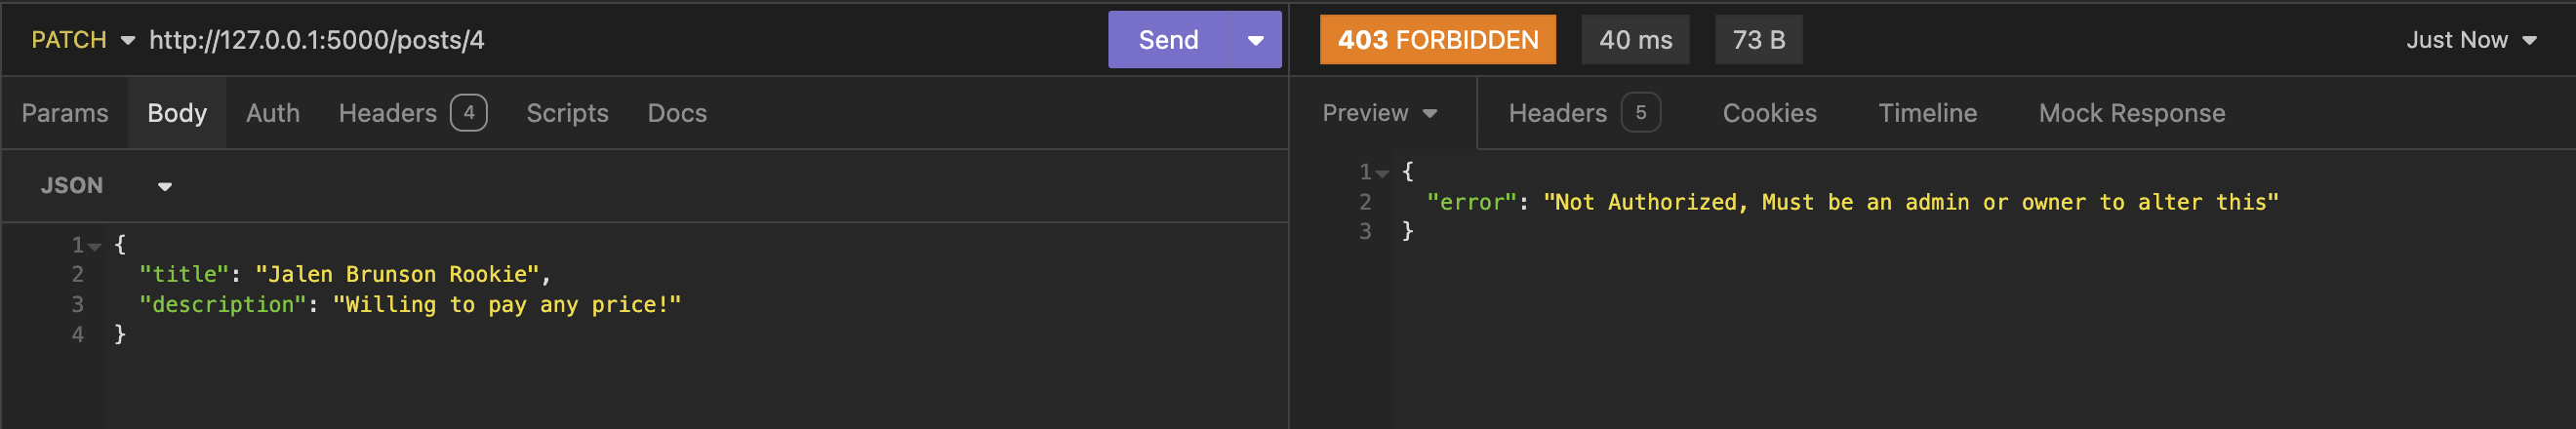 PATCH http://127.0.0.1:5000/posts/4 Send
403 FORBIDDEN 40 ms 73 B Just Now
Params Body Auth Headers 4 Scripts Docs
Preview Headers 5 Cookies Timeline Mock Response
JSON
1 {
2 "title": "Jalen Brunson Rookie",
3 "description": "Willing to pay any price!"
4 }
1 {
2 "error": "Not Authorized, Must be an admin or owner to alter this"
3 }